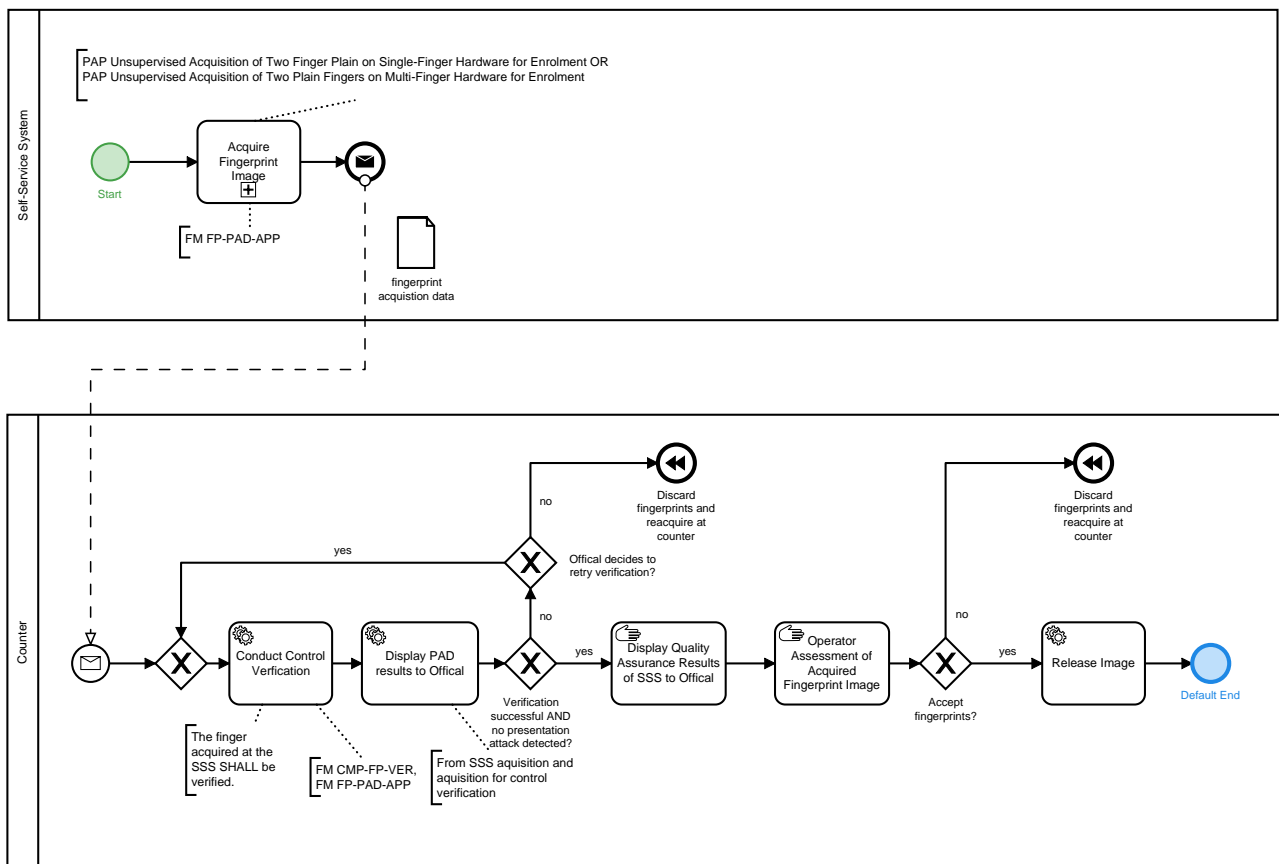 Self-Service System
PAP Unsupervised Acquisition of Two Finger Plain on Single-Finger Hardware for Enrolment OR
PAP Unsupervised Acquisition of Two Plain Fingers on Multi-Finger Hardware for Enrolment
Start
Acquire
Fingerprint
Image
FM FP-PAD-APP
fingerprint
acquistion data
Counter
Discard
fingerprints and
reacquire at
counter
no
yes
Offical decides to
retry verification?
no
Conduct Control
Verfication
Display PAD
results to Offical
Verification
successful AND
no presentation
attack detected?
yes
Display Quality
Assurance Results
of SSS to Offical
Operator
Assessment of
Acquired
Fingerprint Image
Discard
fingerprints and
reacquire at
counter
no
Accept
fingerprints?
yes
Release Image
Default End
The finger
acquired at the
SSS SHALL be
verified.
FM CMP-FP-VER,
FM FP-PAD-APP
From SSS aquisition and
aquisition for control
verification